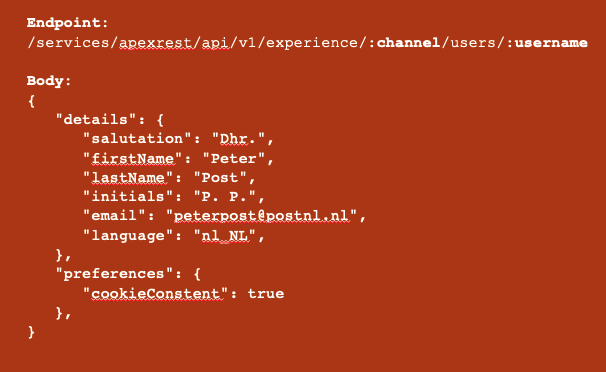 Endpoint:
/services/apexrest/api/v1/experience/:channel/users/:username
Body:
{
"details": {
"salutation": "Dhr.",
"firstName": "Peter",
"lastName": "Post",
"initials": "P. P.",
"email": "peterpost@postnl.nl",
"language": "nl_NL",
},
"preferences": {
"cookieConstent": true
},
}